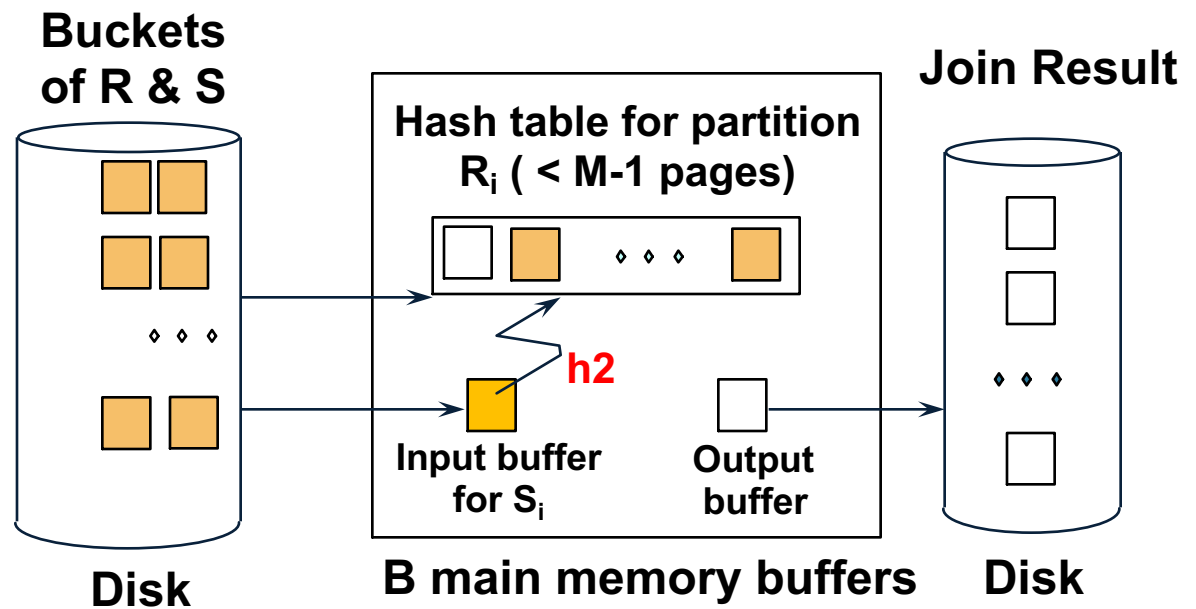 Buckets
of R & S
Hash table for partition
Rᵢ ( < M-1 pages)
h2
Input buffer
for Sᵢ
Output
buffer
Join Result
Disk
B main memory buffers
Disk